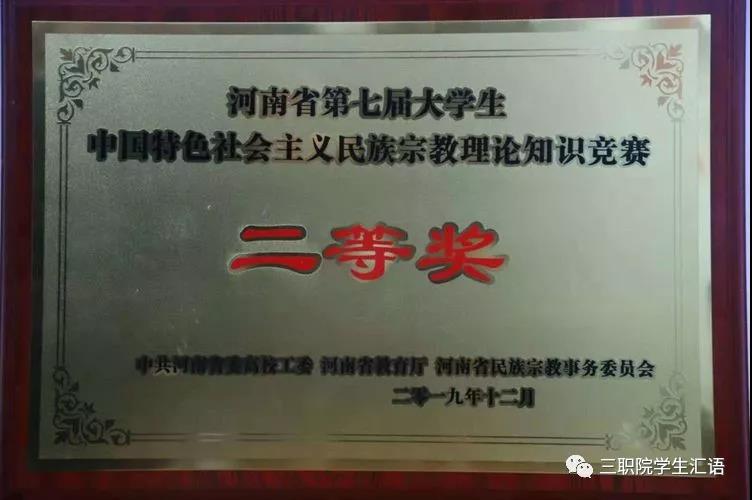 河南省第七届大学生
中国特色社会主义民族宗教理论知识竞赛
二等奖
中共河南省委高校工委 河南省教育厅 河南省民族宗教事务委员会
二零一九年十二月
三职院学生汇语